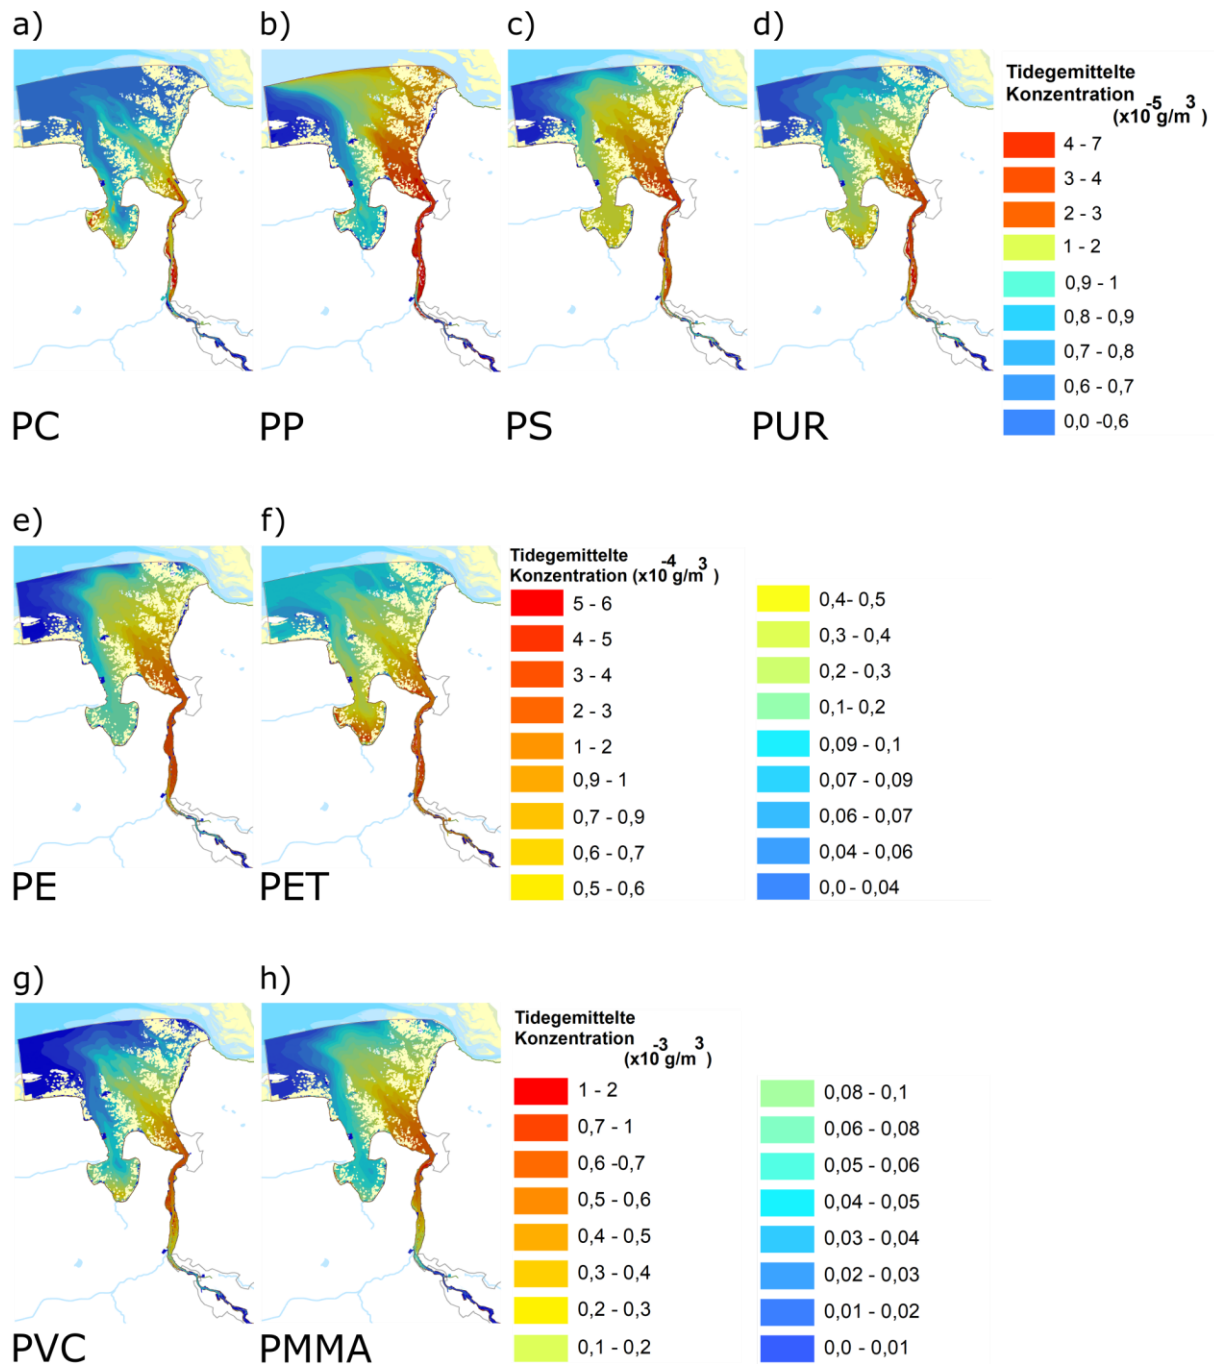 a)
b)
c)
d)
Tidegemittelte
Konzentration
(x10⁻⁵ g/m³)
4 - 7
3 - 4
2 - 3
1 - 2
0,9 - 1
0,8 - 0,9
0,7 - 0,8
0,6 - 0,7
0,0 -0,6
PC
PP
PS
PUR
e)
f)
Tidegemittelte
Konzentration (x10⁻⁴ g/m³)
5 - 6
4 - 5
3 - 4
2 - 3
1 - 2
0,9 - 1
0,7 - 0,9
0,6 - 0,7
0,5 - 0,6
0,4- 0,5
0,3 - 0,4
0,2 - 0,3
0,1- 0,2
0,09 - 0,1
0,07 - 0,09
0,06 - 0,07
0,04 - 0,06
0,0 - 0,04
PE
PET
g)
h)
Tidegemittelte
Konzentration
(x10⁻³ g/m³)
1 - 2
0,7 - 1
0,6 -0,7
0,5 - 0,6
0,4 - 0,5
0,3 - 0,4
0,2 - 0,3
0,1 - 0,2
0,08 - 0,1
0,06 - 0,08
0,05 - 0,06
0,04 - 0,05
0,03 - 0,04
0,02 - 0,03
0,01 - 0,02
0,0 - 0,01
PVC
PMMA